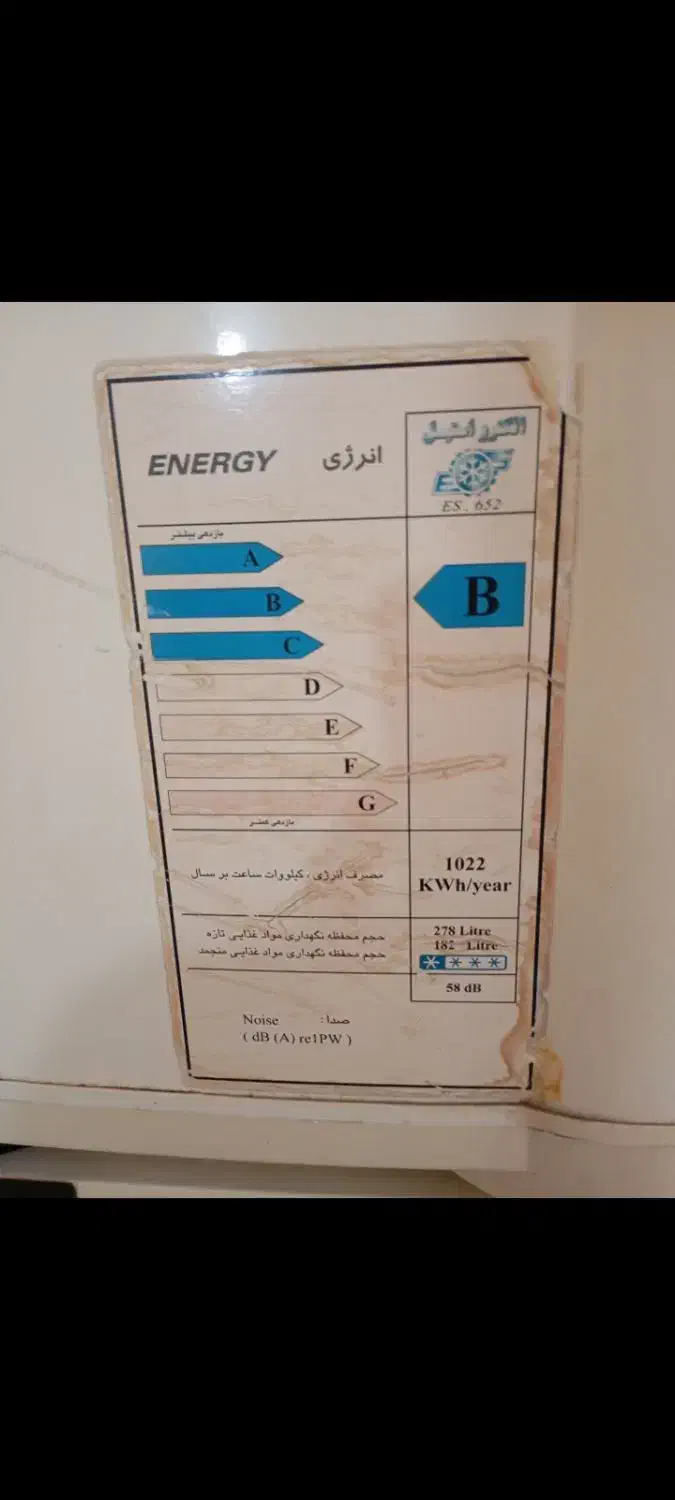 ENERGY انرژی
الکترو استیل
ES. 652
بازدهی بیشتر
A
B
B
C
D
E
F
G
بازدهی کمتر
مصرف انرژی ، کیلووات ساعت بر سال
1022
KWh/year
حجم محفظه نگهداری مواد غذایی تازه
278 Litre
حجم محفظه نگهداری مواد غذایی منجمد
182 Litre
58 dB
Noise صدا :
( dB (A) re1PW )